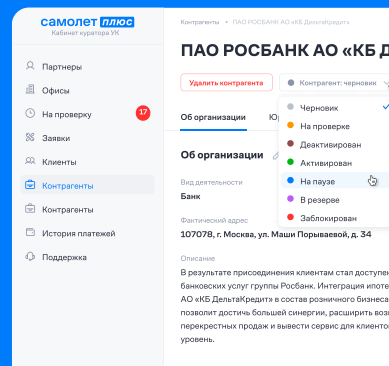 самолет плюс
Кабинет куратора УК
Партнеры
Офисы
На проверку
17
Заявки
Клиенты
Контрагенты
Контрагенты
История платежей
Поддержка
Контрагенты • ПАО РОСБАНК АО «КБ ДельтаКредит»
ПАО РОСБАНК АО «КБ Д
Удалить контрагента
Контрагент: черновик
Об организации
Юр
Черновик
На проверке
Деактивирован
Активирован
На паузе
В резерве
Заблокирован
Об организации
Вид деятельности
Банк
Фактический адрес
107078, г. Москва, ул. Маши Порываевой, д. 34
Описание
В результате присоединения клиентам стал доступен
банковских услуг группы Росбанк. Интеграция ипоте
АО «КБ ДельтаКредит» в состав розничного бизнеса
позволит достичь большей синергии, расширить воз
перекрестных продаж и вывести сервис для клиенто
уровень.